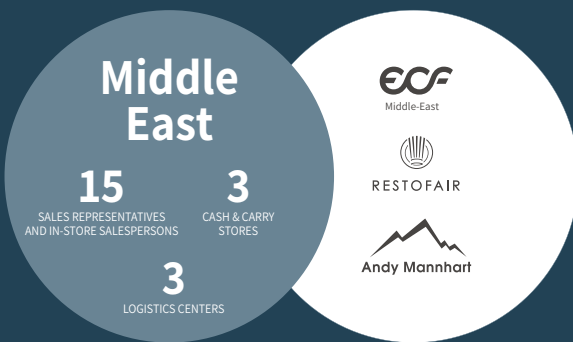 Middle
East
15
SALES REPRESENTATIVES
AND IN-STORE SALESPERSONS
3
CASH & CARRY
STORES
3
LOGISTICS CENTERS
ECF
Middle-East
RESTOFAIR
Andy Mannhart